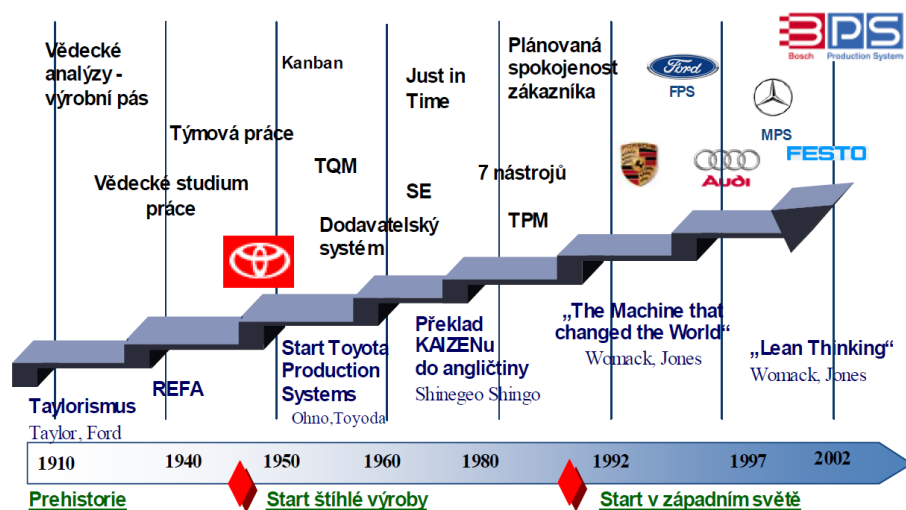 Vědecké
analýzy -
výrobní pás
Týmová práce
Vědecké studium
práce
Kanban
TQM
Dodavatelský
systém
Just in
Time
SE
Plánovaná
spokojenost
zákazníka
7 nástrojů
TPM
Ford
FPS
PORSCHE
Audi
BPS
Bosch Production System
MPS
FESTO
Taylorismus
Taylor, Ford
REFA
Start Toyota
Production
Systems
Ohno,Toyoda
Překlad
KAIZENu
do angličtiny
Shinegeo Shingo
„The Machine that
changed the World“
Womack, Jones
„Lean Thinking“
Womack, Jones
1910 1940 1950 1960 1980 1992 1997 2002
Prehistorie Start štíhlé výroby Start v západním světě